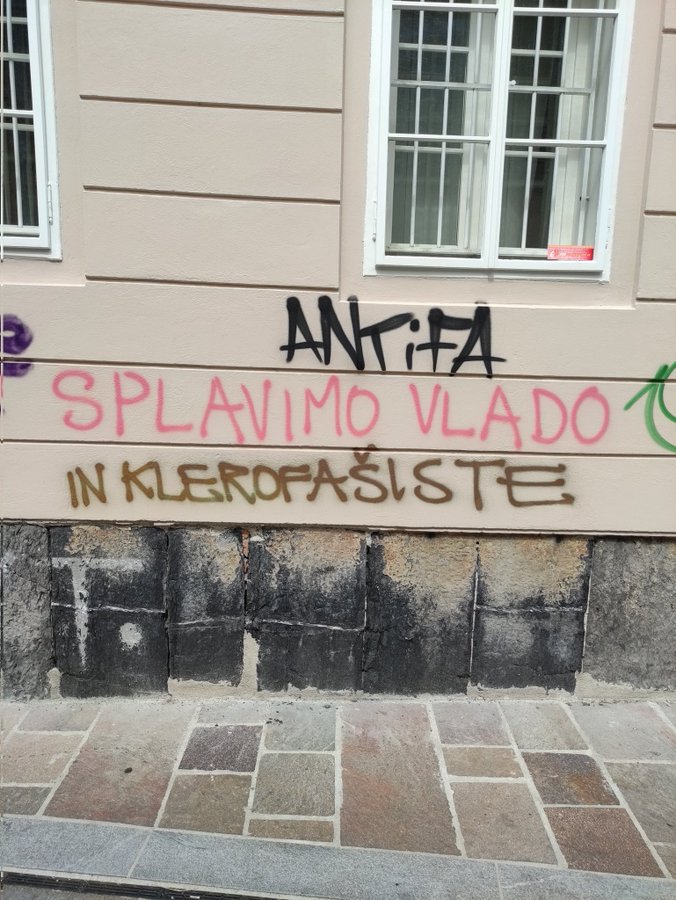 ANTiFA
SPLAVIMO VLADO
IN KLEROFAŠISTE